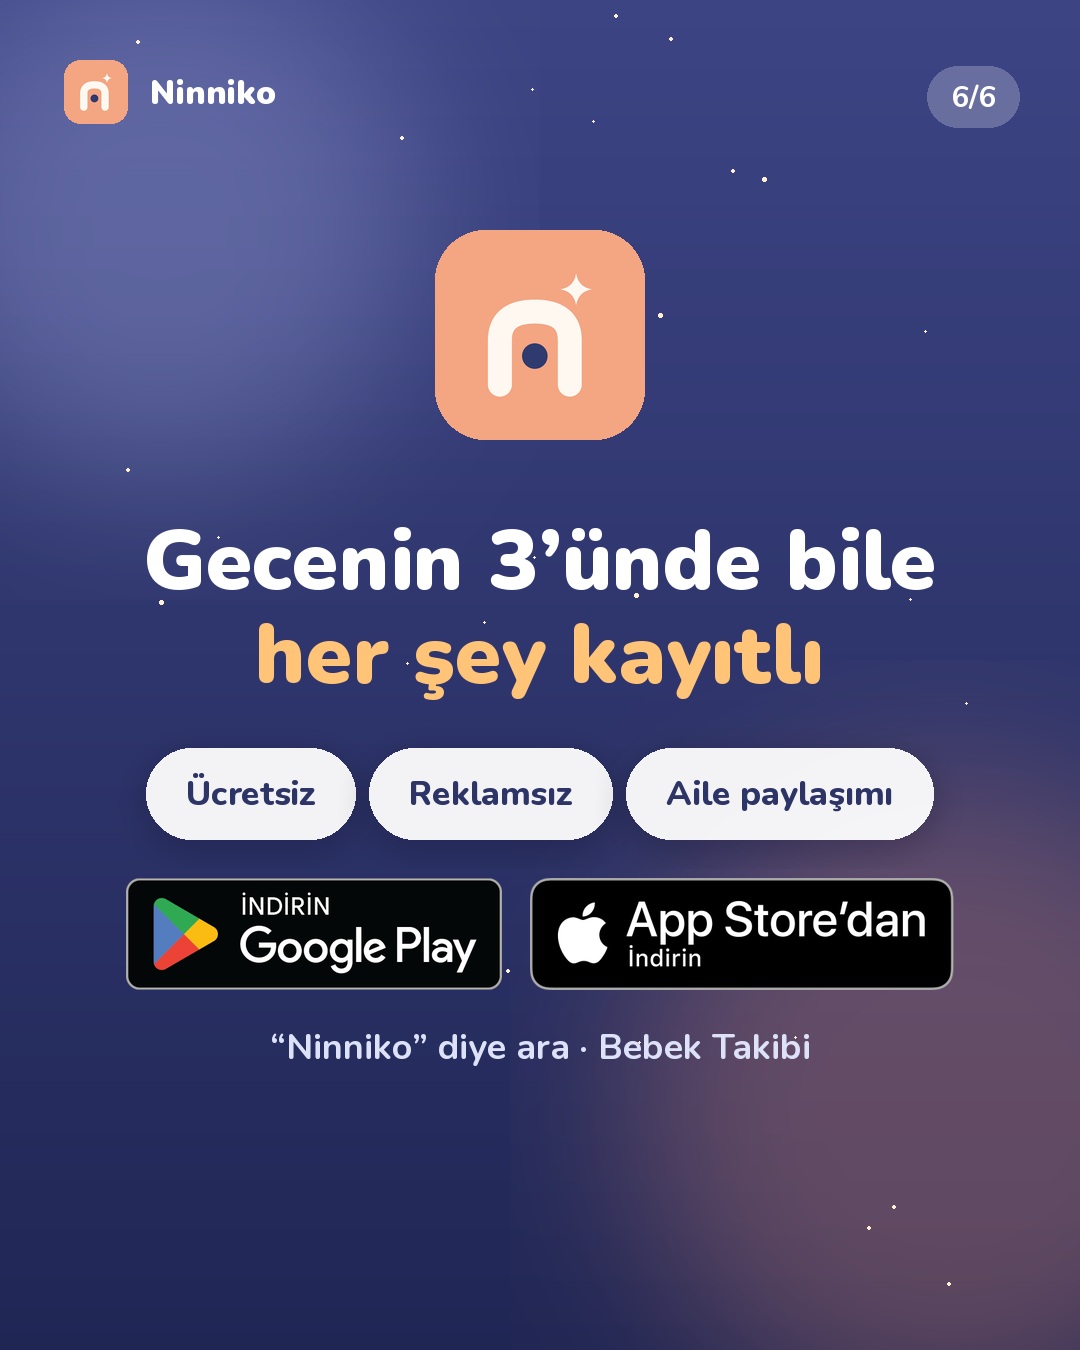 Ninniko
6/6
Gecenin 3’ünde bile
her şey kayıtlı
Ücretsiz
Reklamsız
Aile paylaşımı
İNDİRİN
Google Play
App Store’dan
İndirin
“Ninniko” diye ara · Bebek Takibi